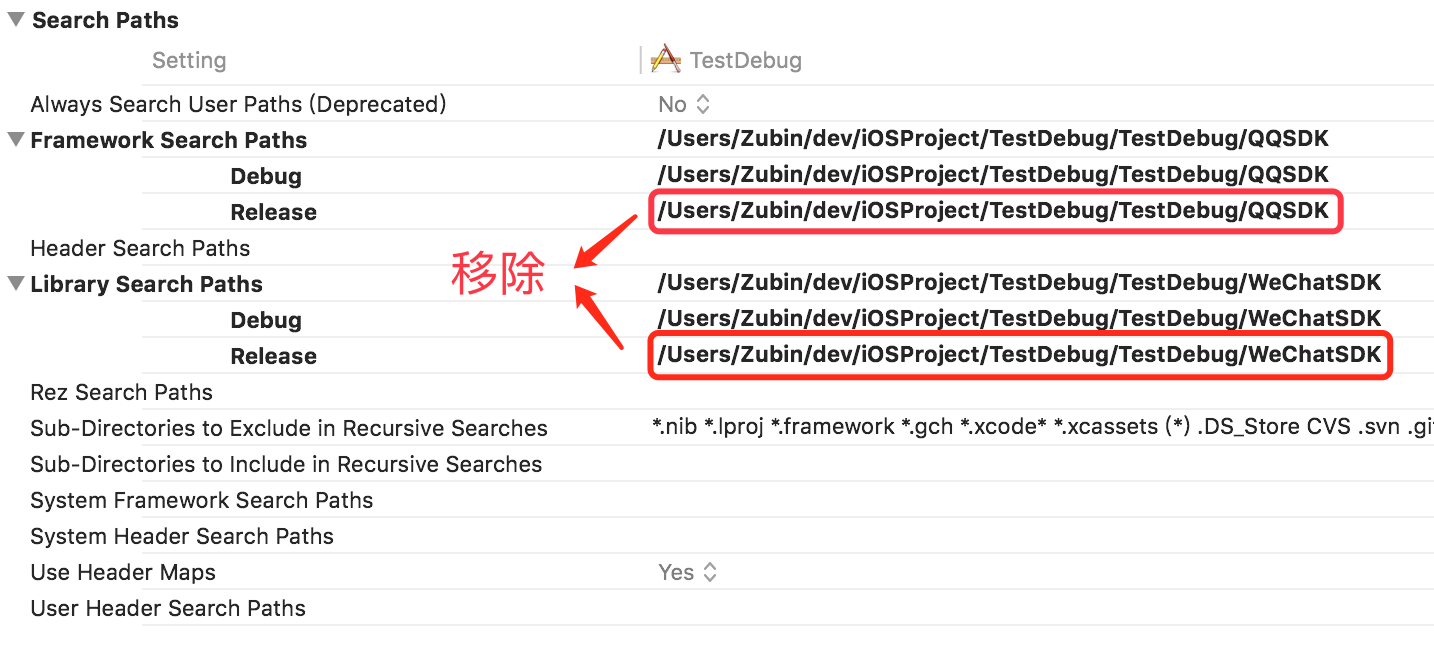 Search Paths
Setting TestDebug
Always Search User Paths (Deprecated) No
Framework Search Paths /Users/Zubin/dev/iOSProject/TestDebug/TestDebug/QQSDK
Debug /Users/Zubin/dev/iOSProject/TestDebug/TestDebug/QQSDK
Release /Users/Zubin/dev/iOSProject/TestDebug/TestDebug/QQSDK
Header Search Paths
移除
Library Search Paths /Users/Zubin/dev/iOSProject/TestDebug/TestDebug/WeChatSDK
Debug /Users/Zubin/dev/iOSProject/TestDebug/TestDebug/WeChatSDK
Release /Users/Zubin/dev/iOSProject/TestDebug/TestDebug/WeChatSDK
Rez Search Paths
Sub-Directories to Exclude in Recursive Searches *.nib *.lproj *.framework *.gch *.xcode* *.xcassets (*) .DS_Store CVS .svn .gi
Sub-Directories to Include in Recursive Searches
System Framework Search Paths
System Header Search Paths
Use Header Maps Yes
User Header Search Paths